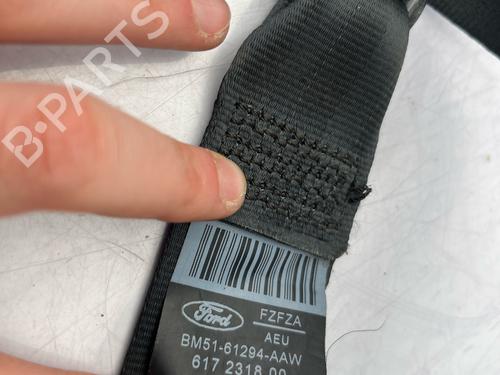 B-PARTS
Ford
FZFZA
AEU
BM51-61294-AAW
617 2318 00